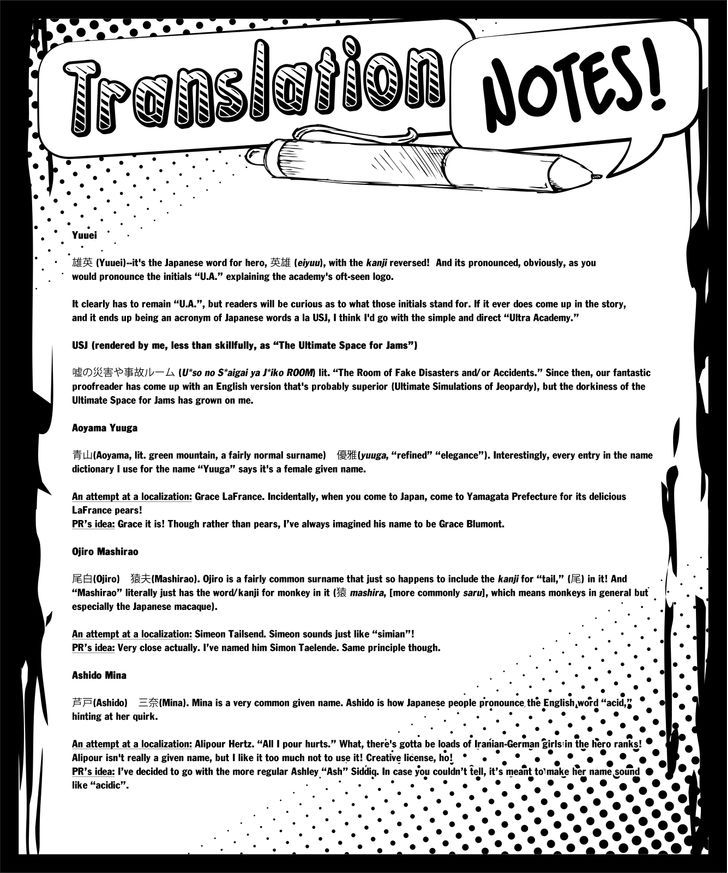 Translation
NOTES!
Yuuei
雄英 (Yuuei)--it's the Japanese word for hero, 英雄 (eiyuu), with the kanji reversed! And its pronounced, obviously, as you
would pronounce the initials “U.A.” explaining the academy's oft-seen logo.
It clearly has to remain “U.A.”, but readers will be curious as to what those initials stand for. If it ever does come up in the story,
and it ends up being an acronym of Japanese words a la USJ, I think I'd go with the simple and direct “Ultra Academy.”
USJ (rendered by me, less than skillfully, as “The Ultimate Space for Jams”)
嘘の災害や事故ルーム (U*so no S*aigai ya J*iko ROOM) lit. “The Room of Fake Disasters and/or Accidents.” Since then, our fantastic
proofreader has come up with an English version that's probably superior (Ultimate Simulations of Jeopardy), but the dorkiness of the
Ultimate Space for Jams has grown on me.
Aoyama Yuuga
青山(Aoyama, lit. green mountain, a fairly normal surname) 優雅(yuuga, “refined” “elegance”). Interestingly, every entry in the name
dictionary I use for the name “Yuuga” says it's a female given name.
An attempt at a localization: Grace LaFrance. Incidentally, when you come to Japan, come to Yamagata Prefecture for its delicious
LaFrance pears!
PR’s idea: Grace it is! Though rather than pears, I’ve always imagined his name to be Grace Blumont.
Ojiro Mashirao
尾白(Ojiro) 猿夫(Mashirao). Ojiro is a fairly common surname that just so happens to include the kanji for “tail,” (尾) in it! And
“Mashirao” literally just has the word/kanji for monkey in it (猿 mashira, [more commonly saru], which means monkeys in general but
especially the Japanese macaque).
An attempt at a localization: Simeon Tailsend. Simeon sounds just like “simian”!
PR’s idea: Very close actually. I’ve named him Simon Taelende. Same principle though.
Ashido Mina
芦戸(Ashido) 三奈(Mina). Mina is a very common given name. Ashido is how Japanese people pronounce the English word “acid,”
hinting at her quirk.
An attempt at a localization: Alipour Hertz. “All I pour hurts.” What, there's gotta be loads of Iranian-German girls in the hero ranks!
Alipour isn't really a given name, but I like it too much not to use it! Creative license, ho!
PR’s idea: I’ve decided to go with the more regular Ashley “Ash” Siddiq. In case you couldn’t tell, it’s meant to make her name sound
like “acidic”.